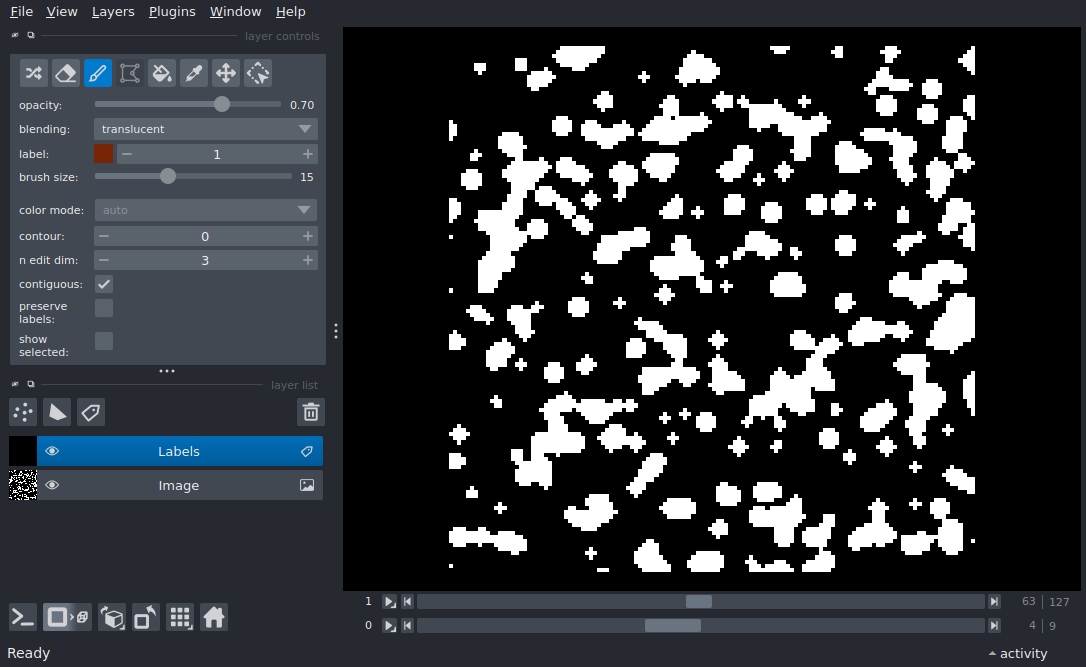 File View Layers Plugins Window Help
layer controls
opacity: 0.70
blending: translucent
label: 1
brush size: 15
color mode: auto
contour: 0
n edit dim: 3
contiguous:
preserve
labels:
show
selected:
layer list
Labels
Image
1 63 | 127
0 4 | 9
Ready activity